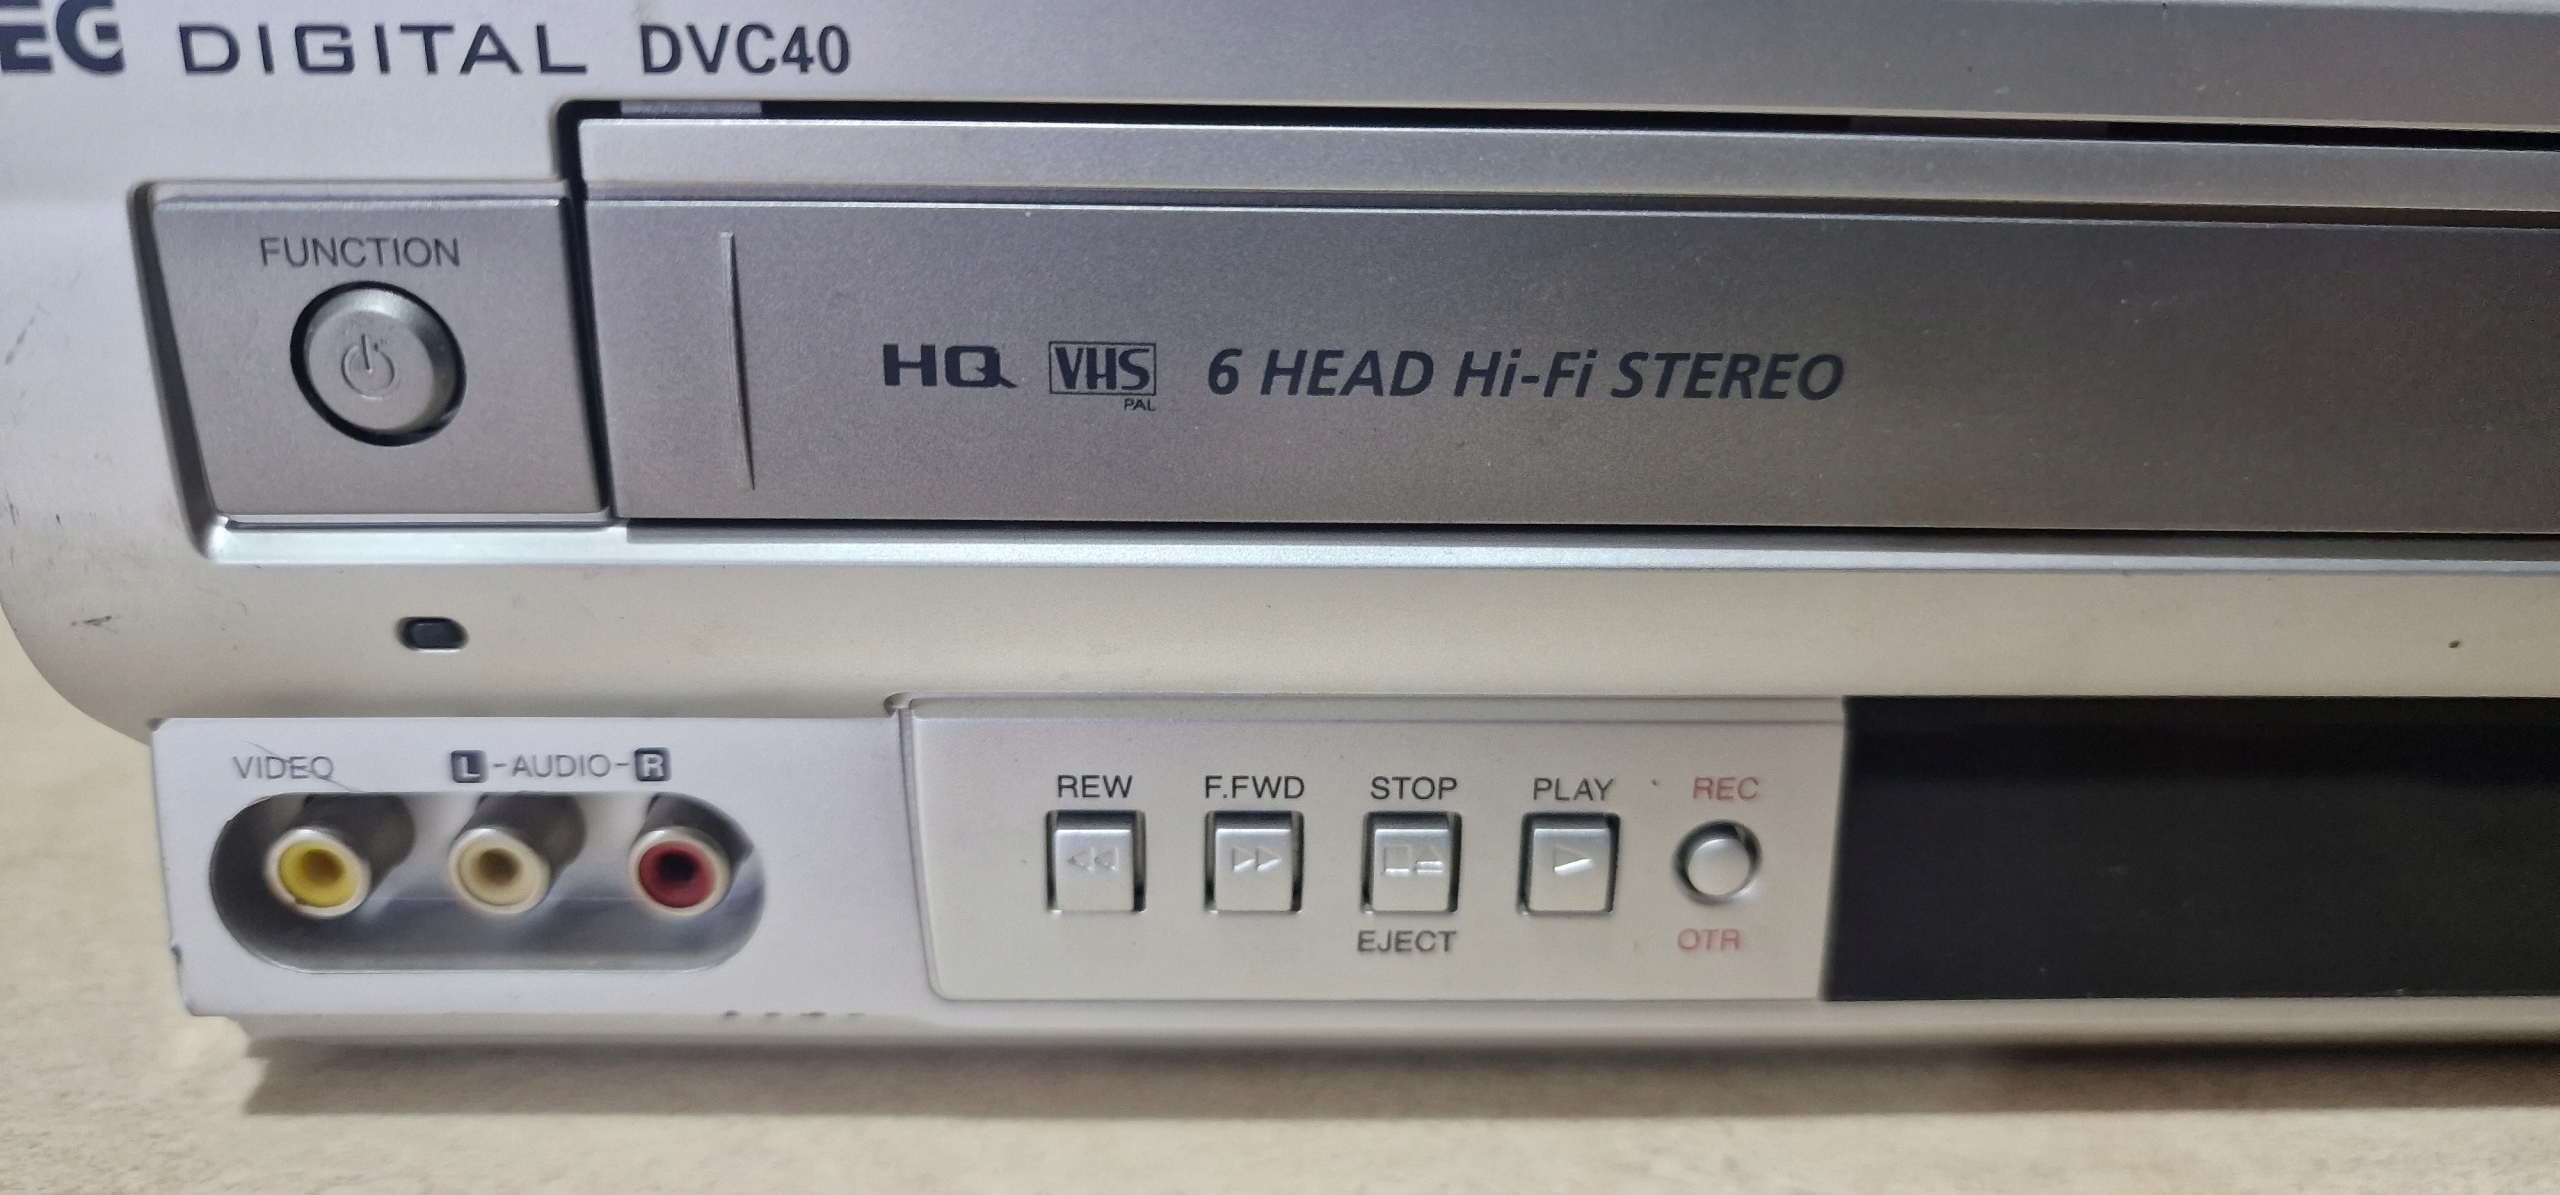 EG DIGITAL DVC40
FUNCTION
HQ VHS PAL 6 HEAD Hi-Fi STEREO
VIDEO L-AUDIO-R
REW F.FWD STOP PLAY REC
EJECT OTR